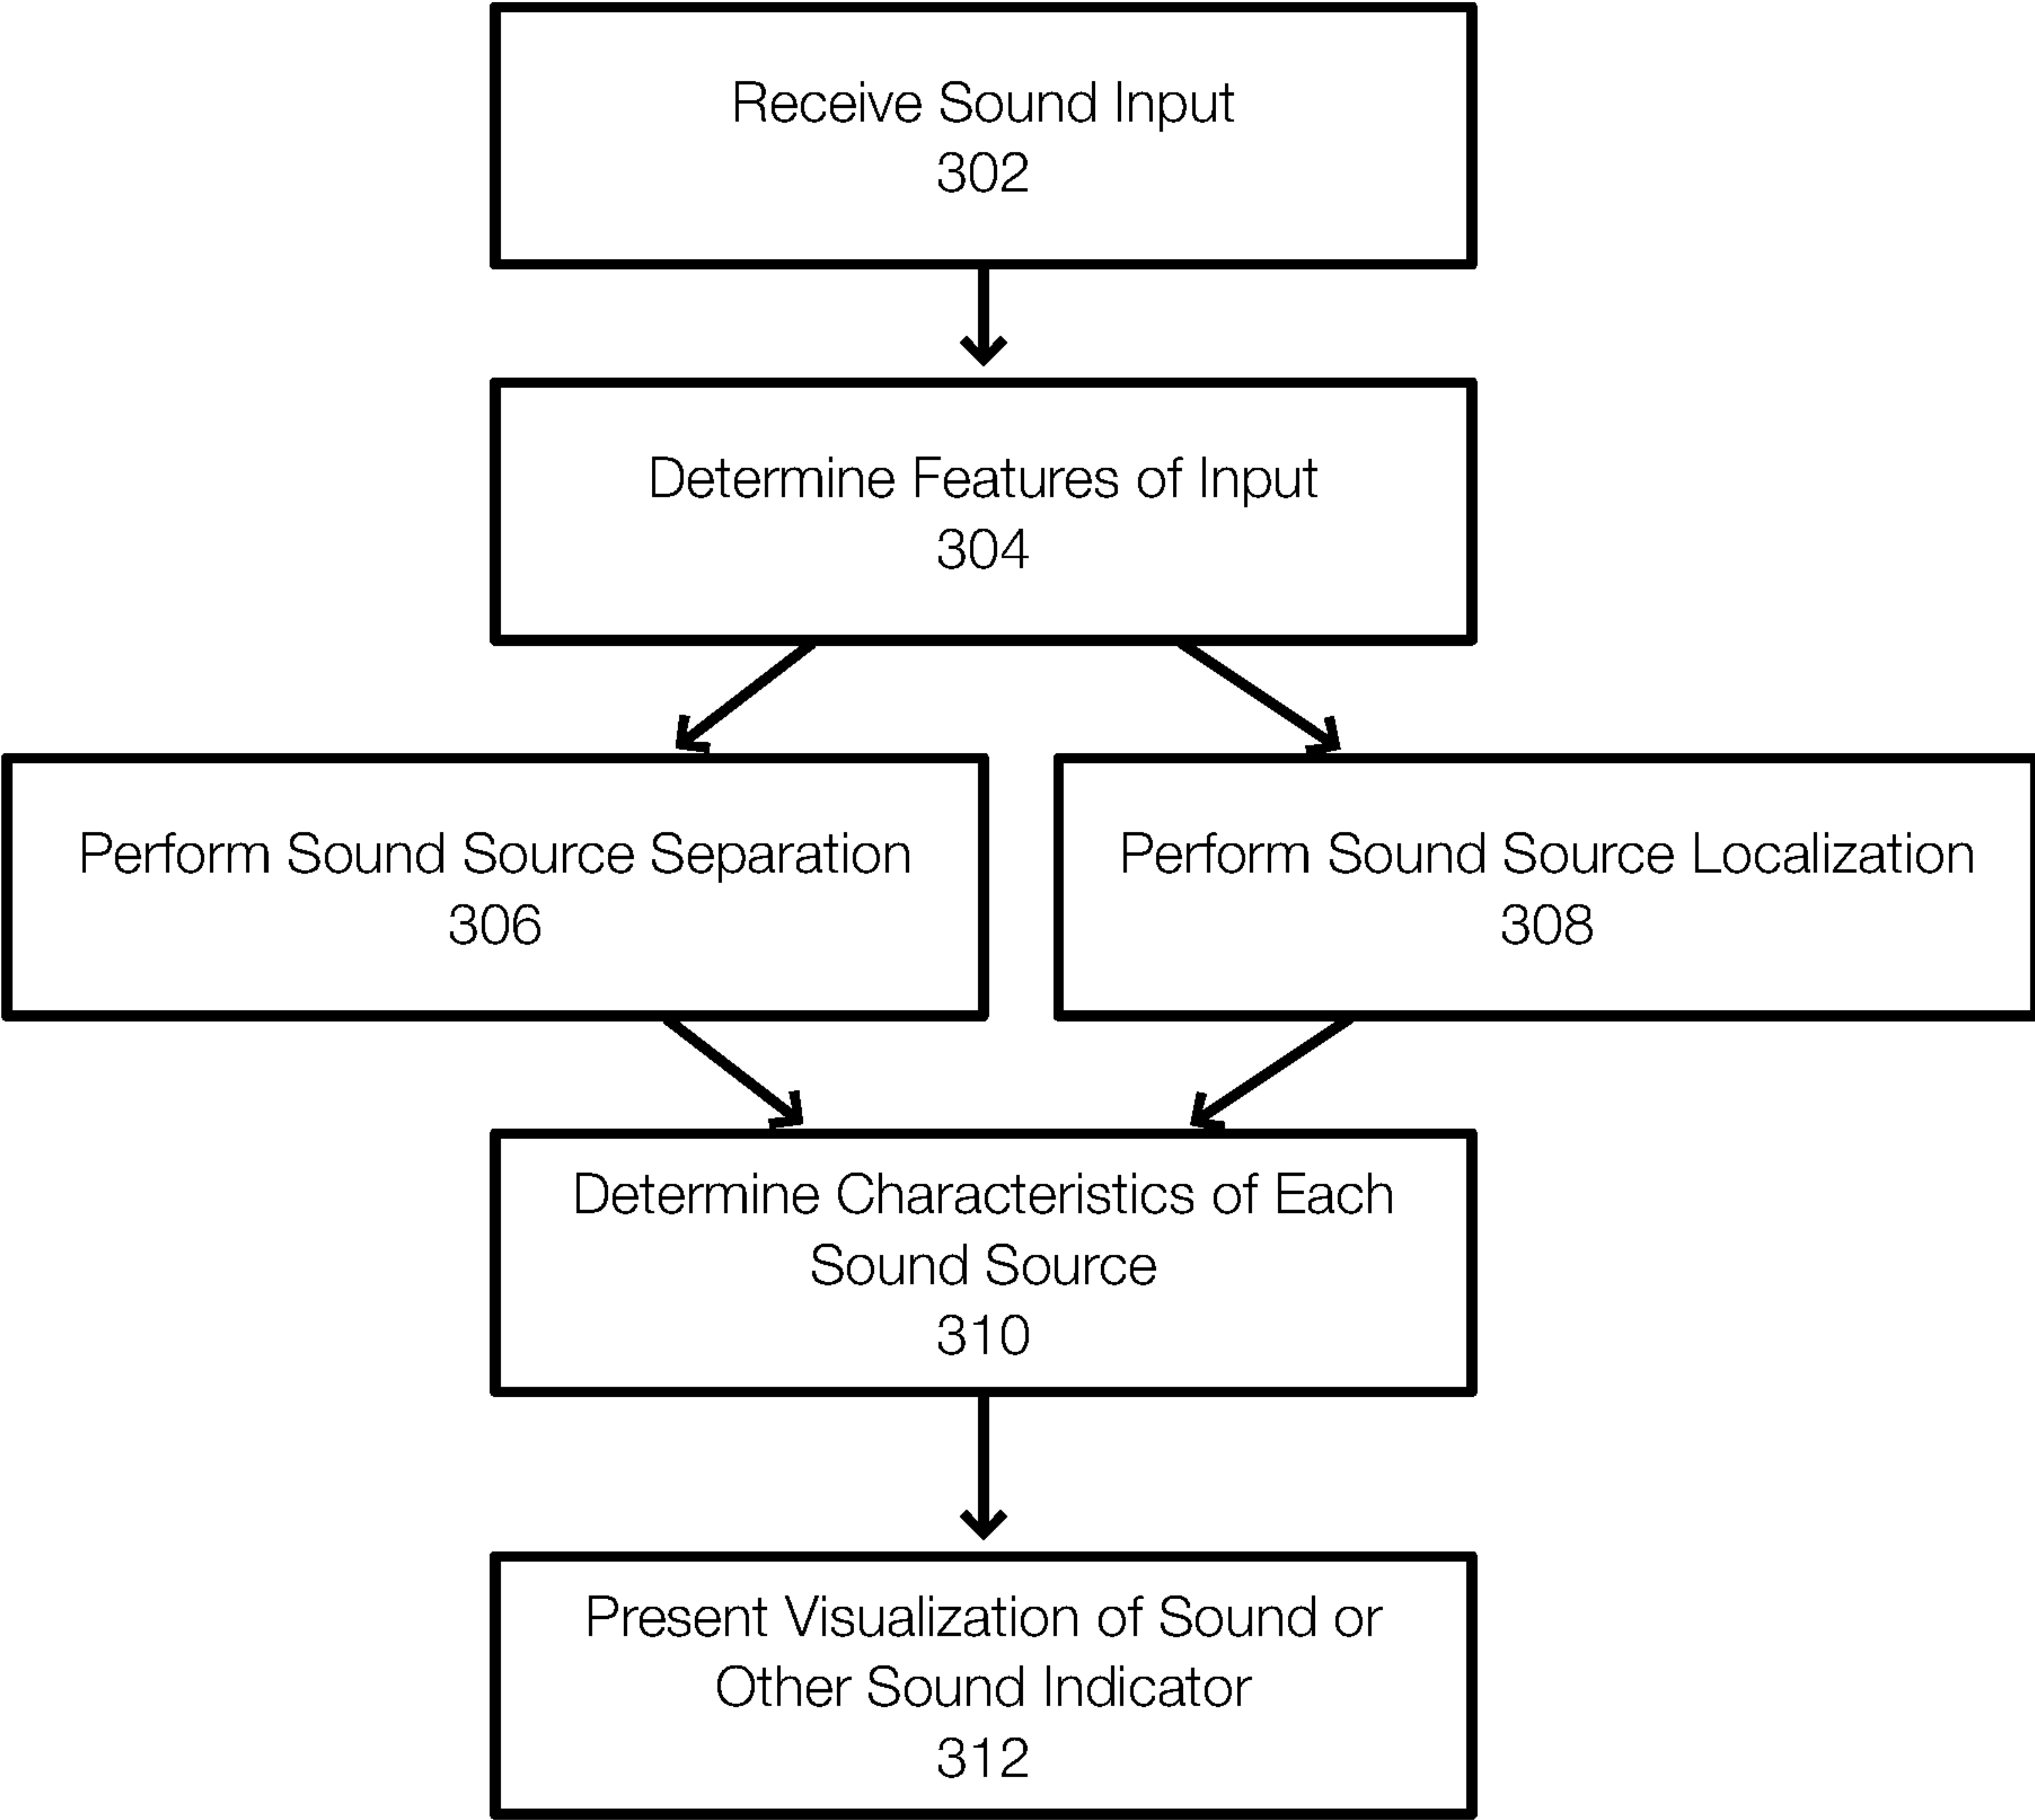 Receive Sound Input
302
Determine Features of Input
304
Perform Sound Source Separation
306
Perform Sound Source Localization
308
Determine Characteristics of Each
Sound Source
310
Present Visualization of Sound or
Other Sound Indicator
312